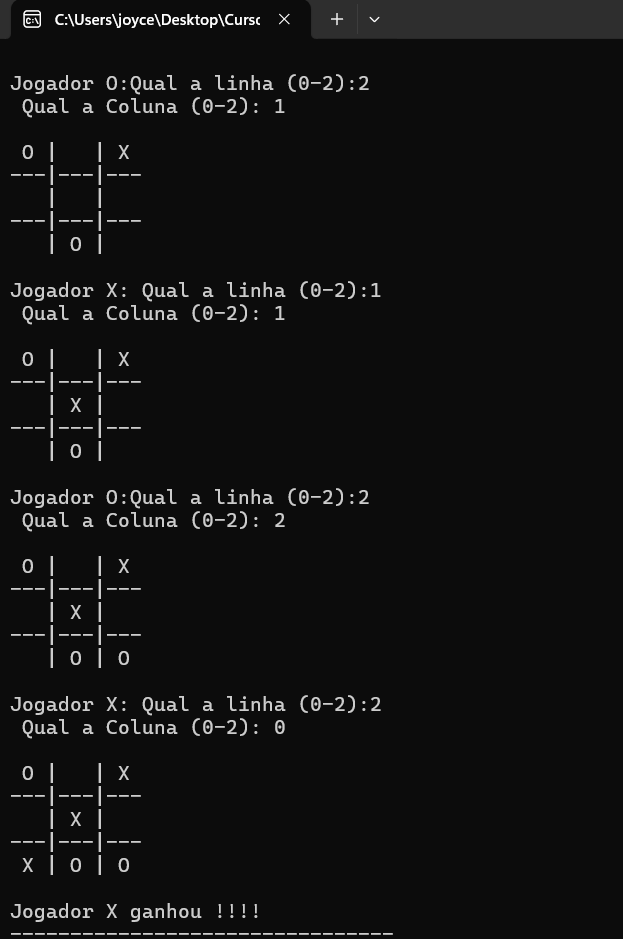 C:\Users\joyce\Desktop\Curso
Jogador O:Qual a linha (0-2):2
 Qual a Coluna (0-2): 1
 O |   | X
---|---|---
   |   |
---|---|---
   | O |
Jogador X: Qual a linha (0-2):1
 Qual a Coluna (0-2): 1
 O |   | X
---|---|---
   | X |
---|---|---
   | O |
Jogador O:Qual a linha (0-2):2
 Qual a Coluna (0-2): 2
 O |   | X
---|---|---
   | X |
---|---|---
   | O | O
Jogador X: Qual a linha (0-2):2
 Qual a Coluna (0-2): 0
 O |   | X
---|---|---
   | X |
---|---|---
 X | O | O
Jogador X ganhou !!!!
--------------------------------